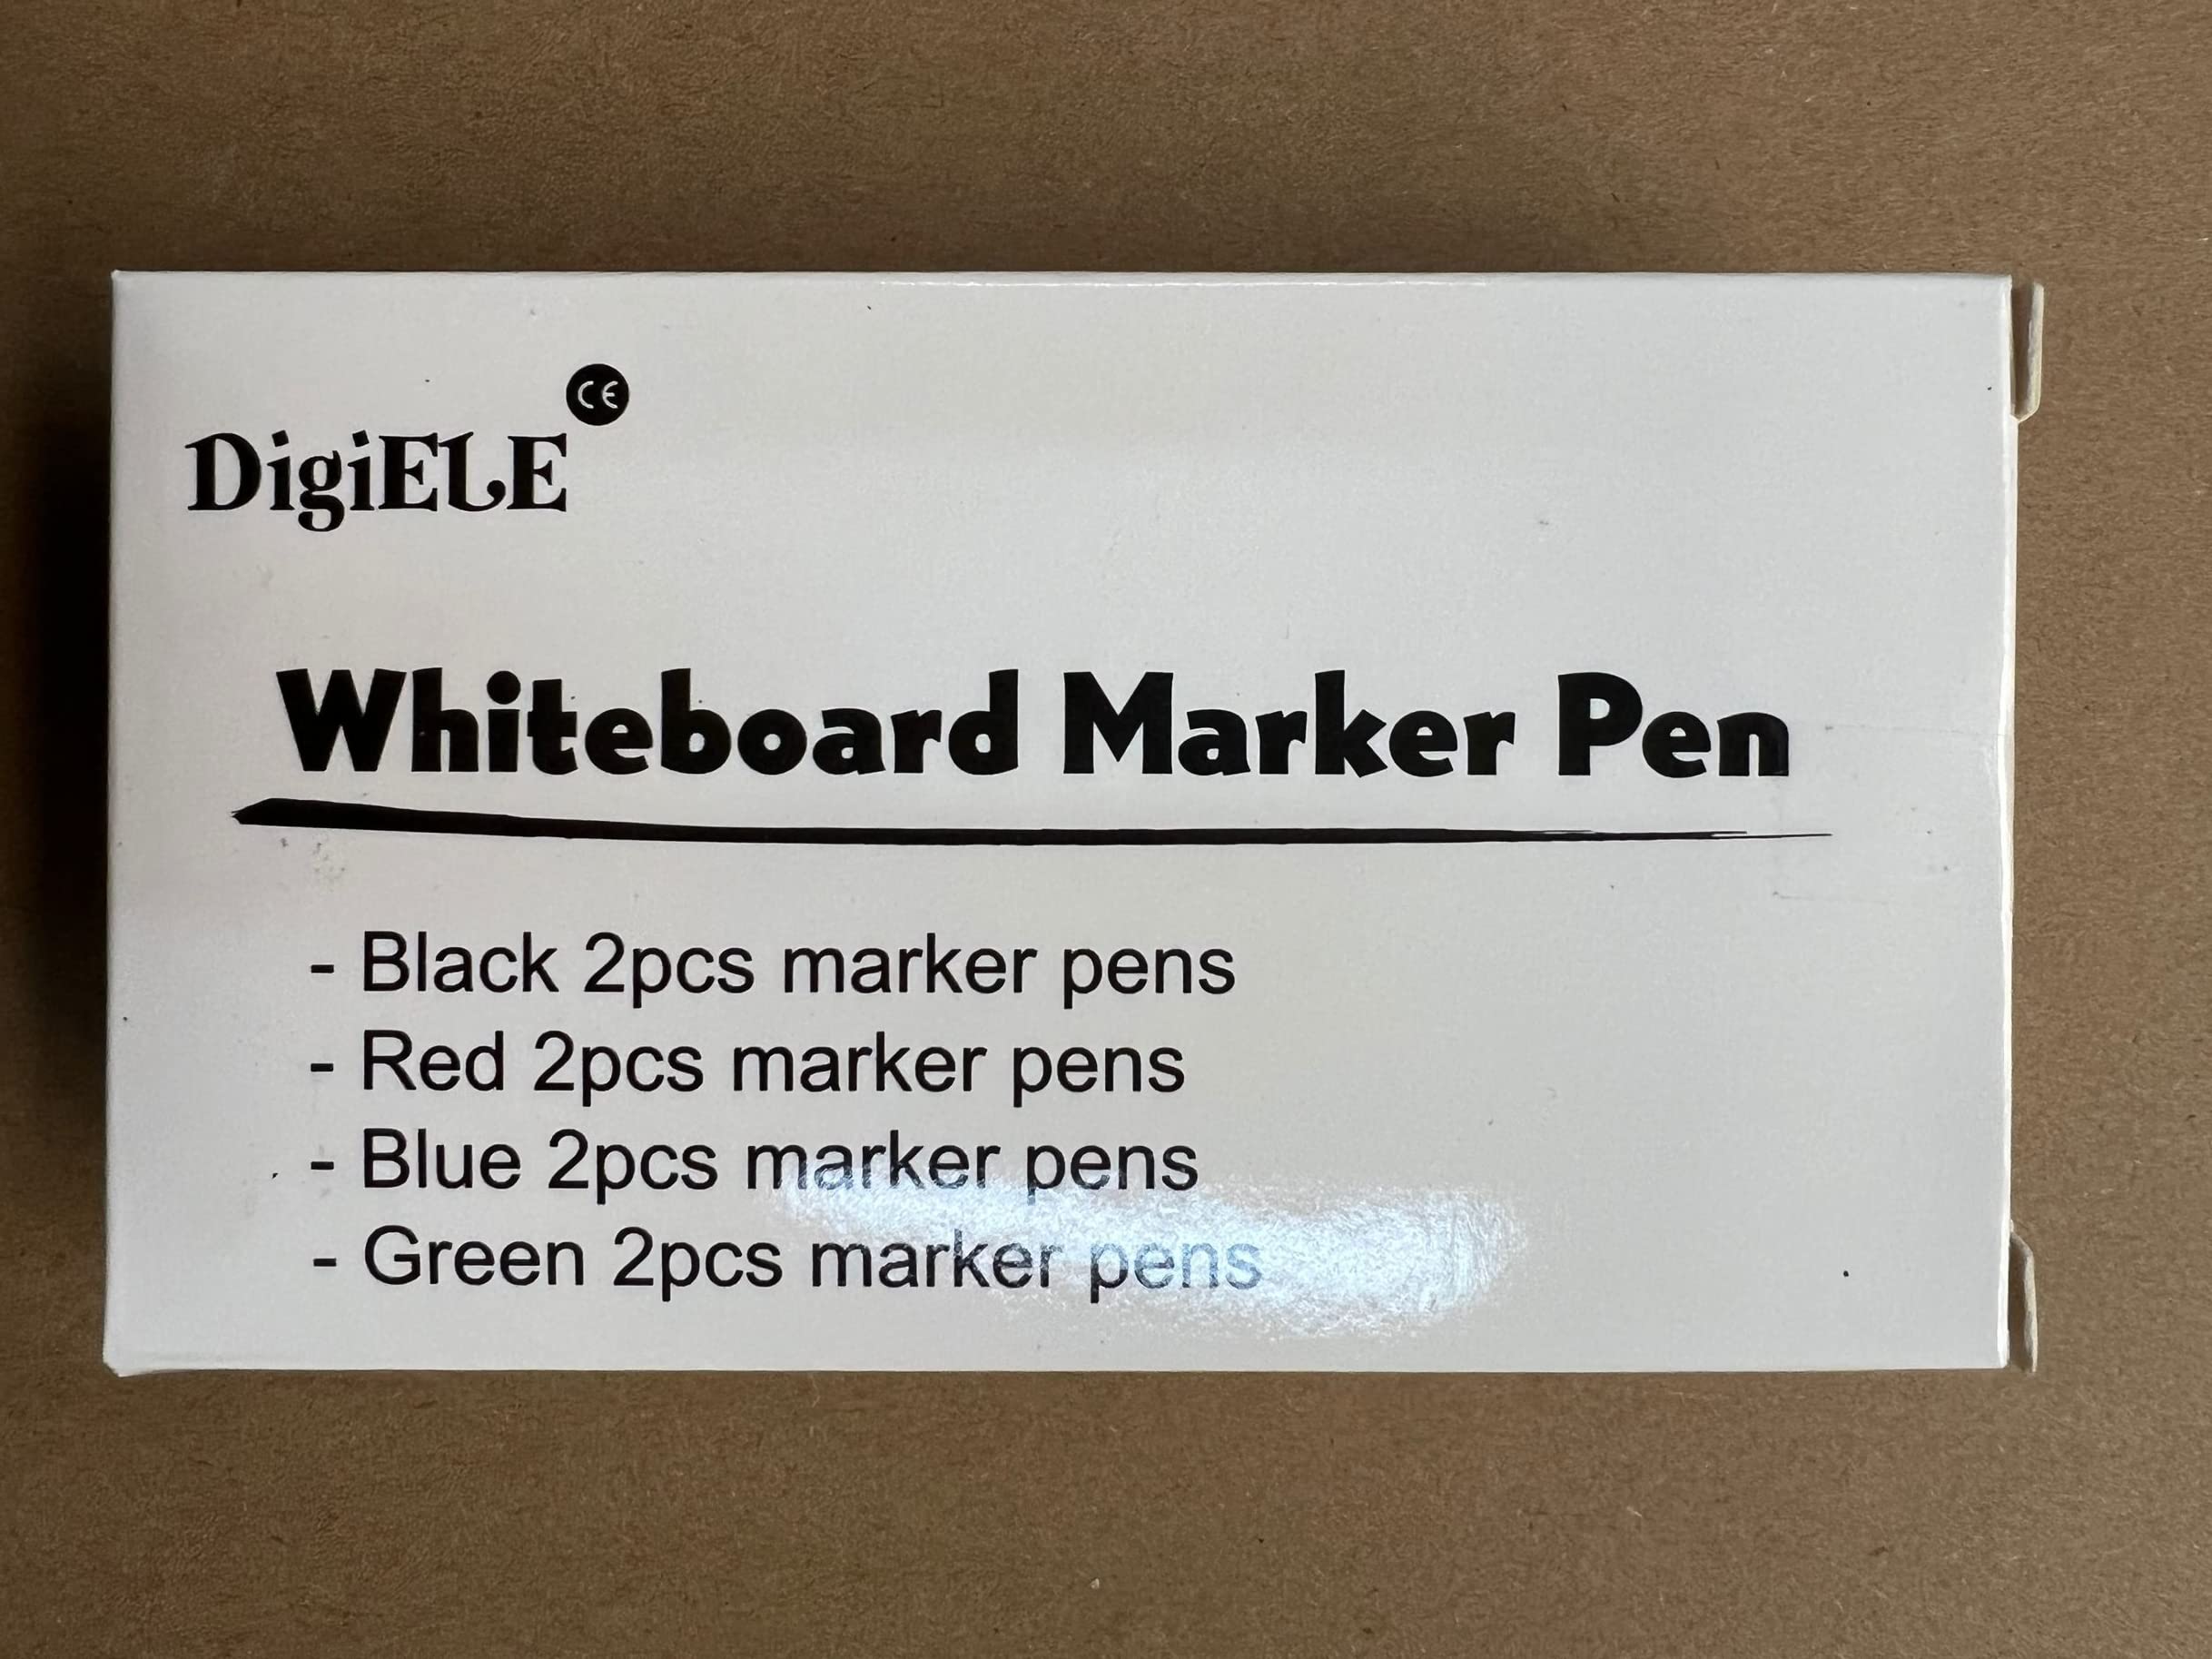 DigiELE CE
Whiteboard Marker Pen
- Black 2pcs marker pens
- Red 2pcs marker pens
- Blue 2pcs marker pens
- Green 2pcs marker pens